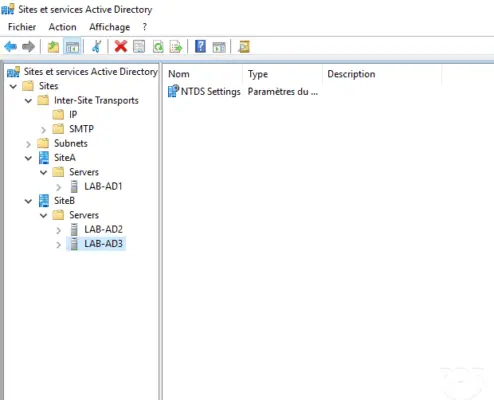 Sites et services Active Directory
Fichier Action Affichage ?
Sites et services Active Directory
Sites
Inter-Site Transports
IP
SMTP
Subnets
SiteA
Servers
LAB-AD1
SiteB
Servers
LAB-AD2
LAB-AD3
Nom Type Description
NTDS Settings Paramètres du ...